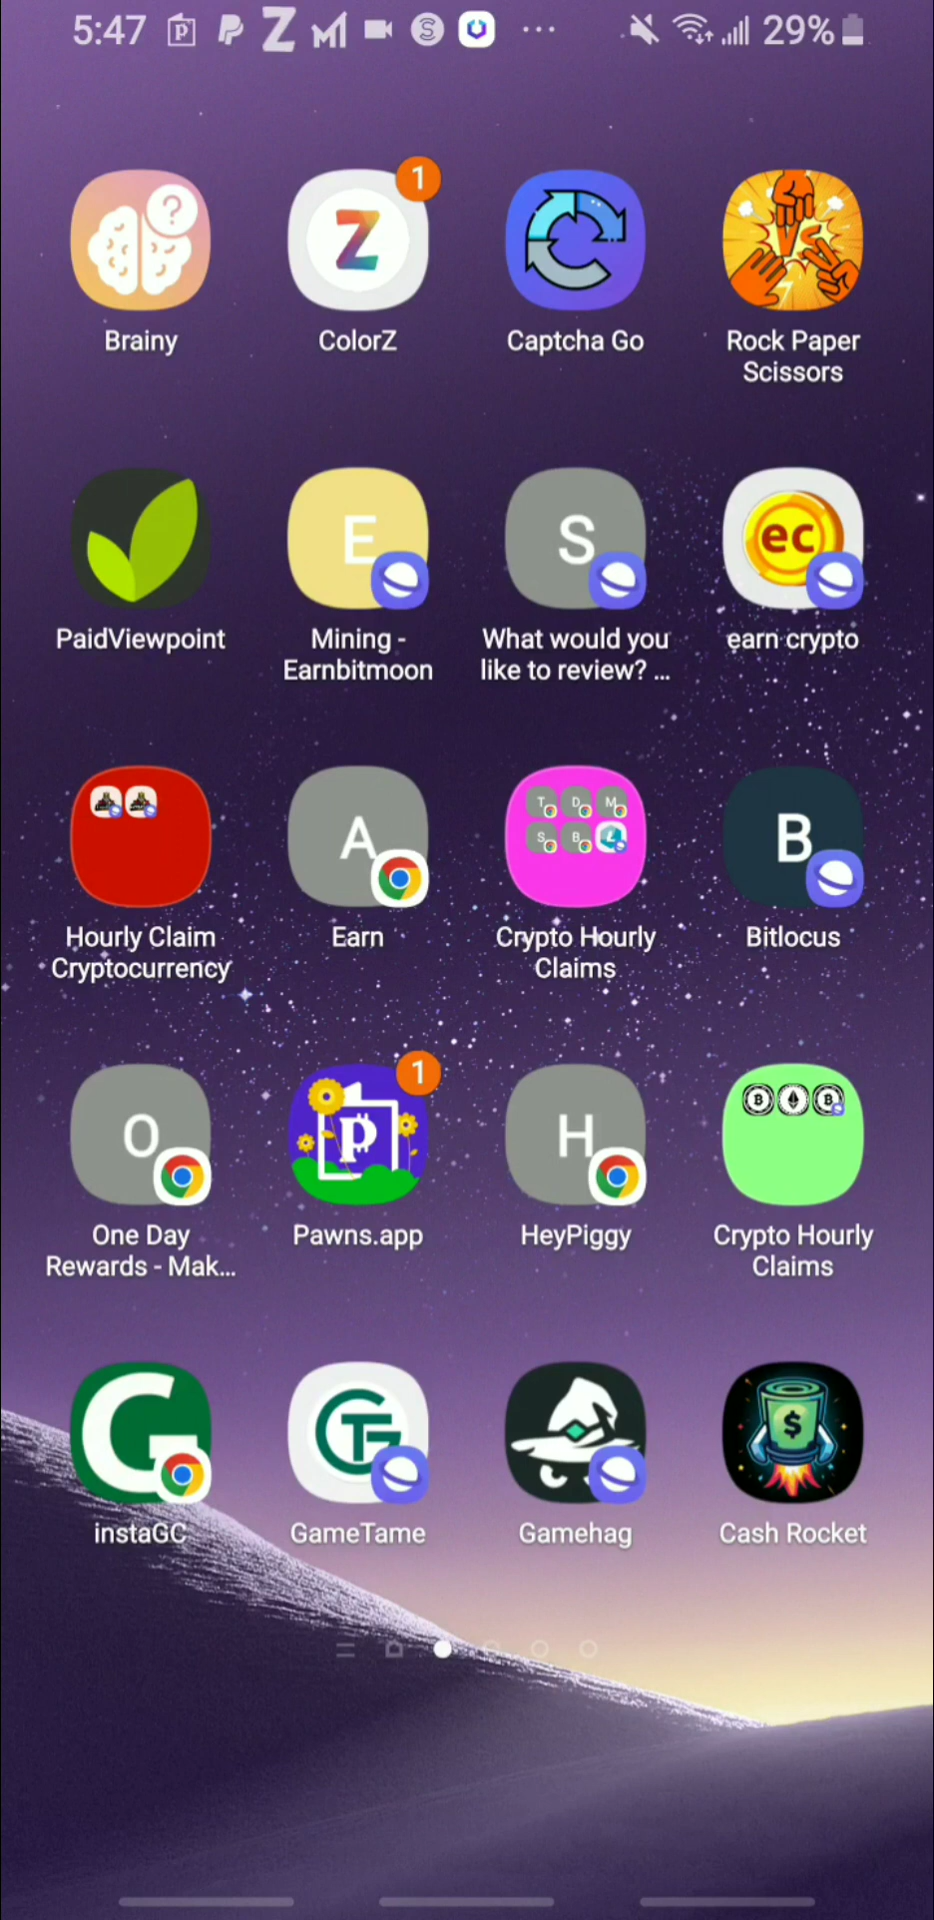 5:47
29%
1
Brainy
ColorZ
Captcha Go
Rock Paper
Scissors
VS
E
S
ec
PaidViewpoint
Mining -
Earnbitmoon
What would you
like to review? ...
earn crypto
A
T D M
S B
B
Hourly Claim
Cryptocurrency
Earn
Crypto Hourly
Claims
Bitlocus
1
O
H
One Day
Rewards - Mak...
Pawns.app
HeyPiggy
Crypto Hourly
Claims
G
GT
$
instaGC
GameTame
Gamehag
Cash Rocket